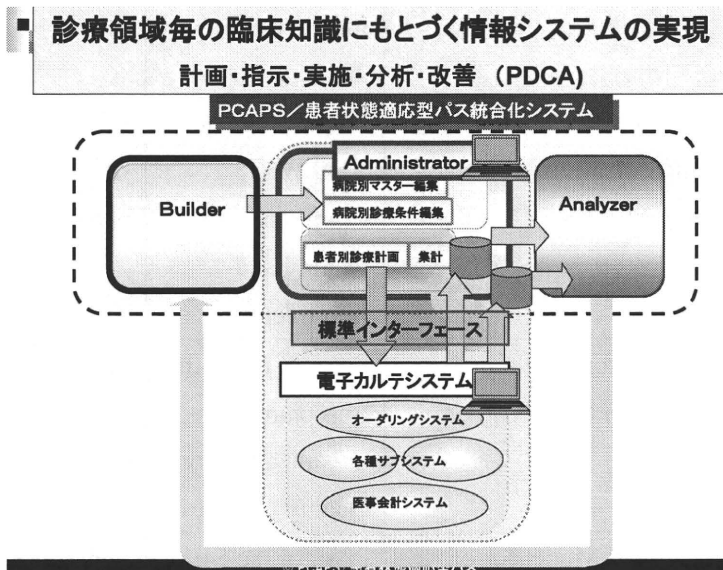 診療領域毎の臨床知識にもとづく情報システムの実現
計画・指示・実施・分析・改善 （PDCA）
PCAPS／患者状態適応型パス統合化システム
Administrator
病院別マスター編集
Builder
病院別診療条件編集
Analyzer
患者別診療計画
集計
標準インターフェース
電子カルテシステム
オーダリングシステム
各種サブシステム
医事会計システム